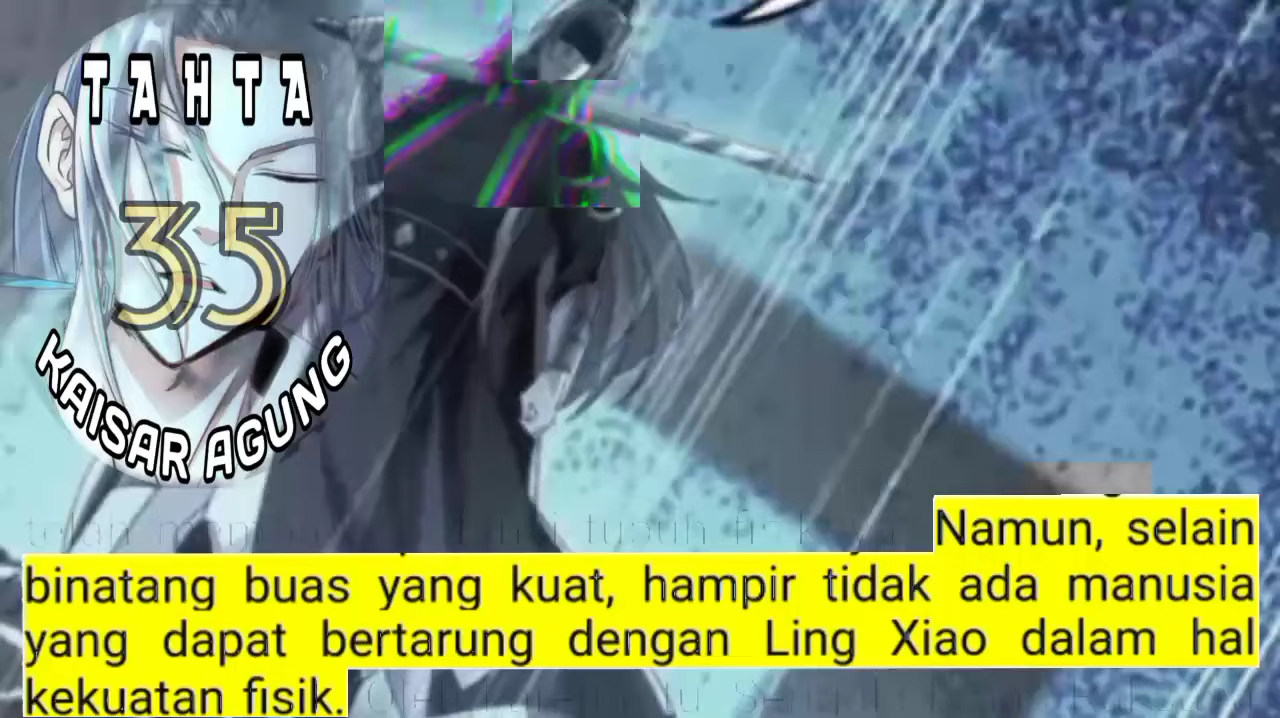 TAHTA
35
KAISAR AGUNG
Namun, selain
binatang buas yang kuat, hampir tidak ada manusia
yang dapat bertarung dengan Ling Xiao dalam hal
kekuatan fisik.